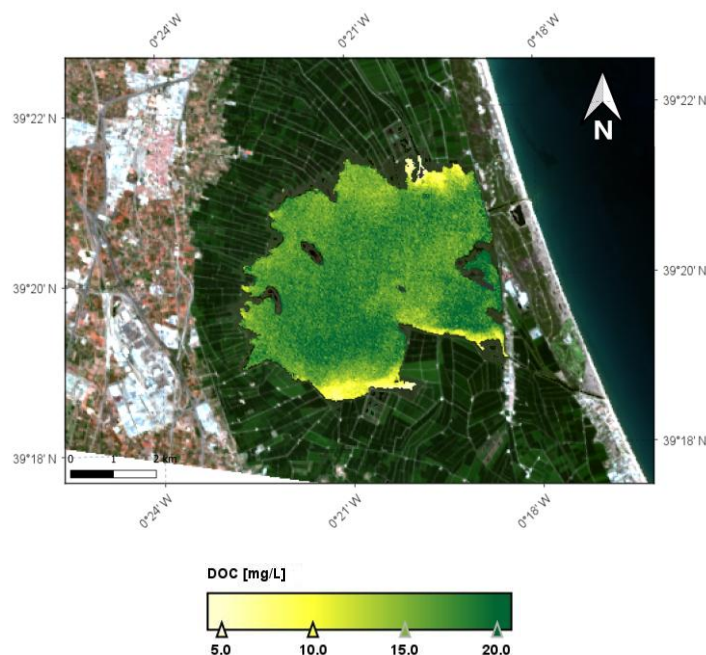 0°24' W 0°21' W 0°18' W
39°22' N 39°22' N
N
39°20' N 39°20' N
39°18' N 39°18' N
0 1 2 km
0°24' W 0°21' W 0°18' W
DOC [mg/L]
5.0 10.0 15.0 20.0